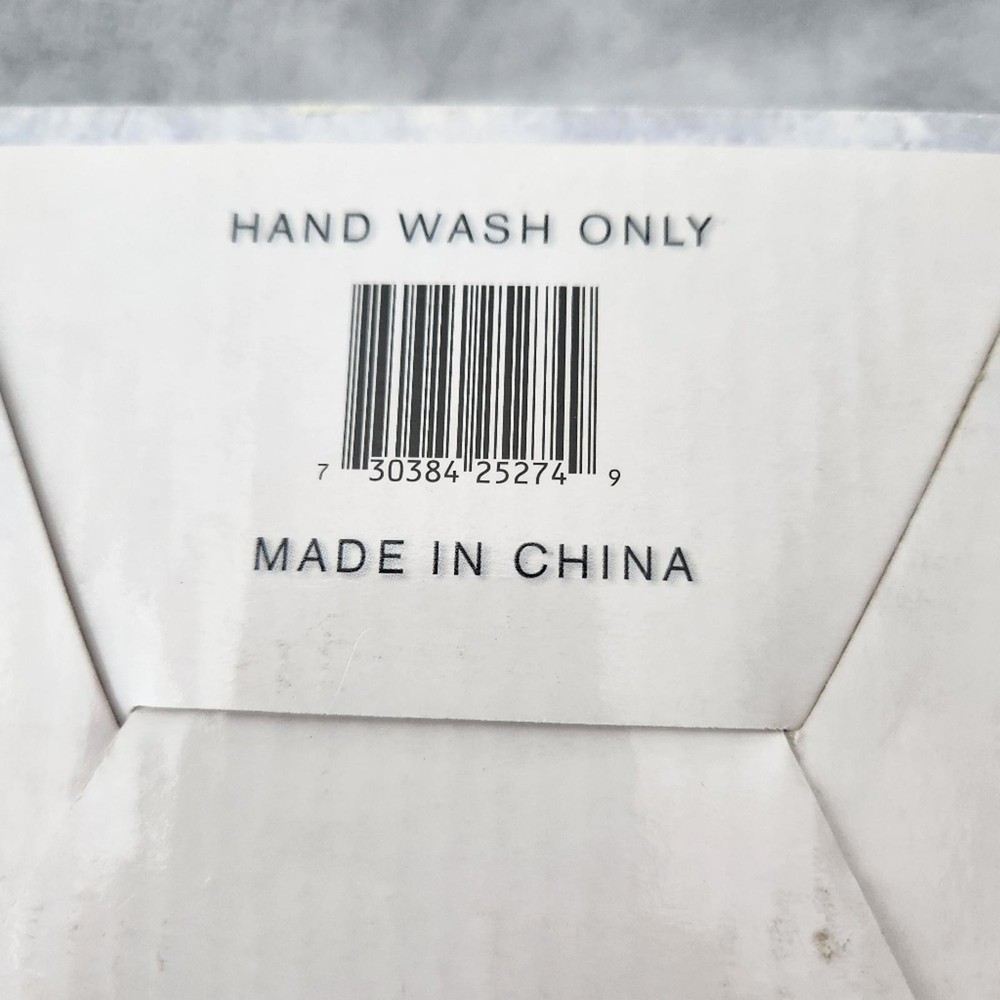 HAND WASH ONLY
7 30384 25274 9
MADE IN CHINA